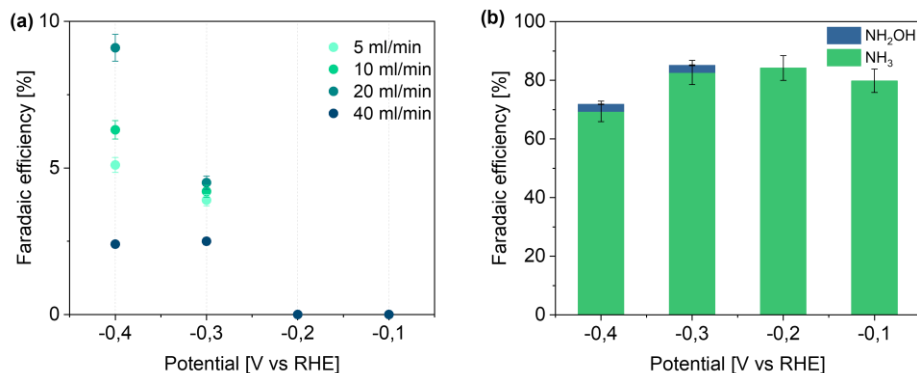 (a)
10
5
0
Faradaic efficiency [%]
5 ml/min
10 ml/min
20 ml/min
40 ml/min
-0,4 -0,3 -0,2 -0,1
Potential [V vs RHE]
(b)
100
80
60
40
20
0
Faradaic efficiency [%]
NH₂OH
NH₃
-0,4 -0,3 -0,2 -0,1
Potential [V vs RHE]